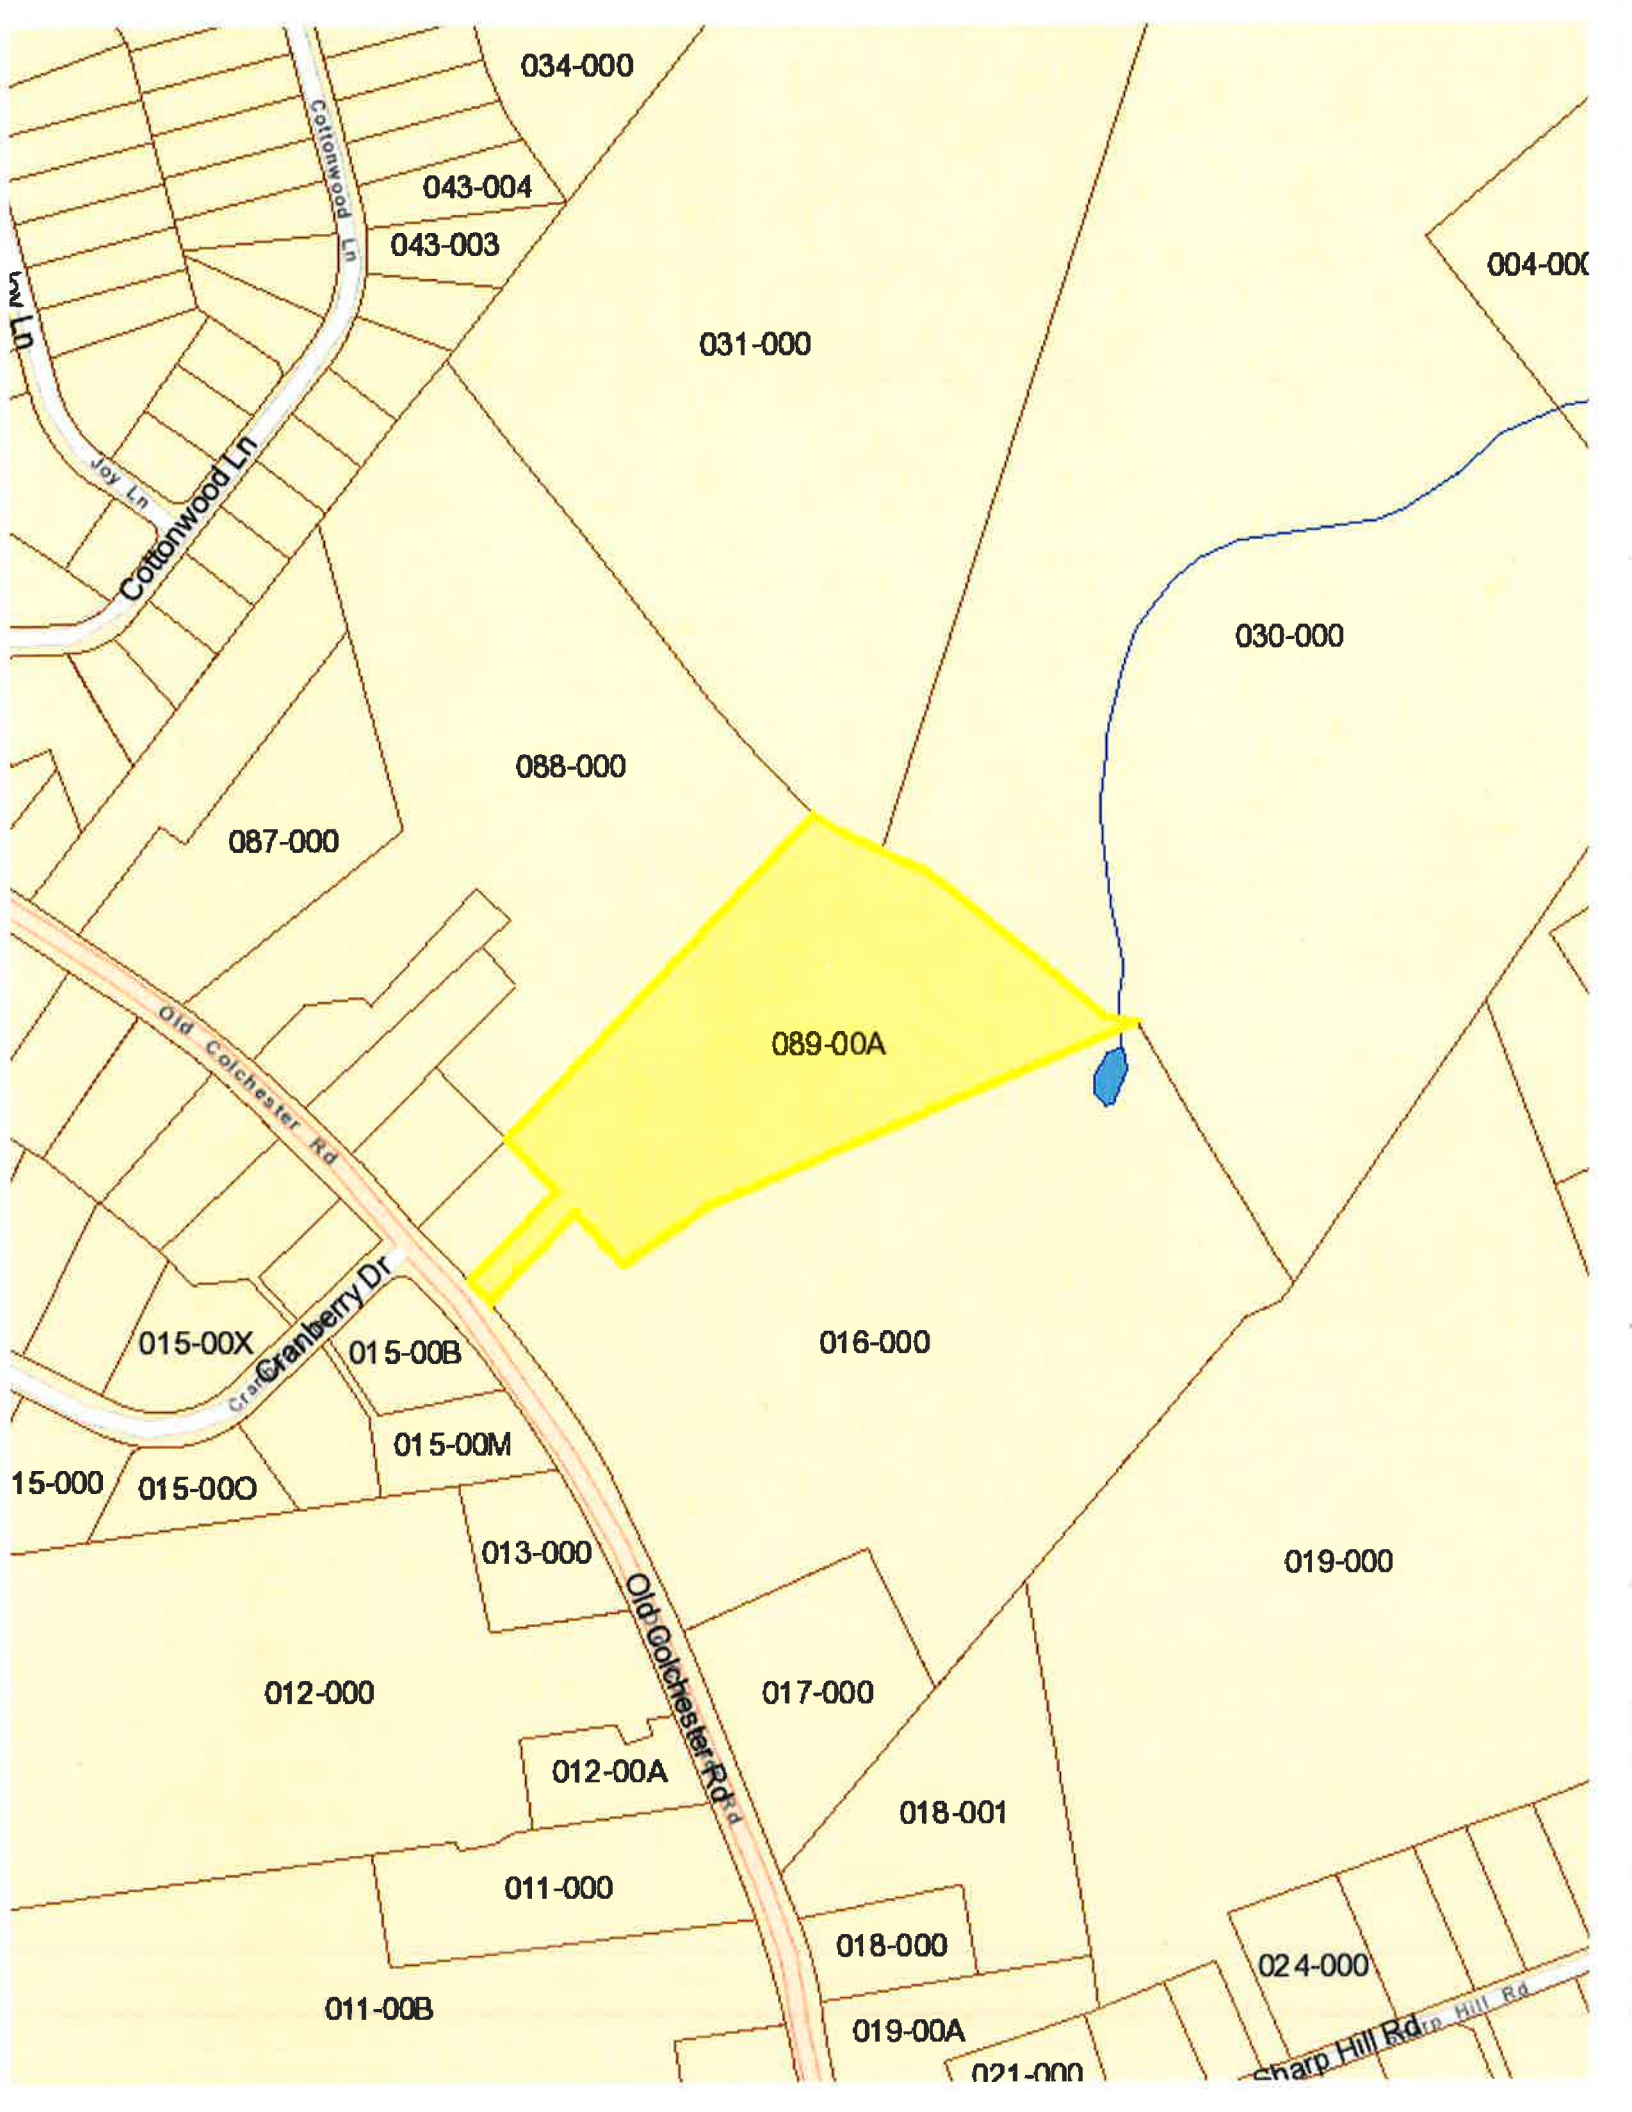 034-000
Cottonwood Ln
043-004
043-003
004-00
Ln
031-000
Joy Ln
Cottonwood Ln
030-000
088-000
087-000
Old Colchester Rd
089-00A
Cranberry Dr
015-00X
015-00B
016-000
015-00M
15-000
015-00O
013-000
019-000
Old Colchester Rd
012-000
017-000
012-00A
Rd
018-001
011-000
018-000
024-000
011-00B
019-00A
Hill Rd
Sharp Hill Rd
021-000